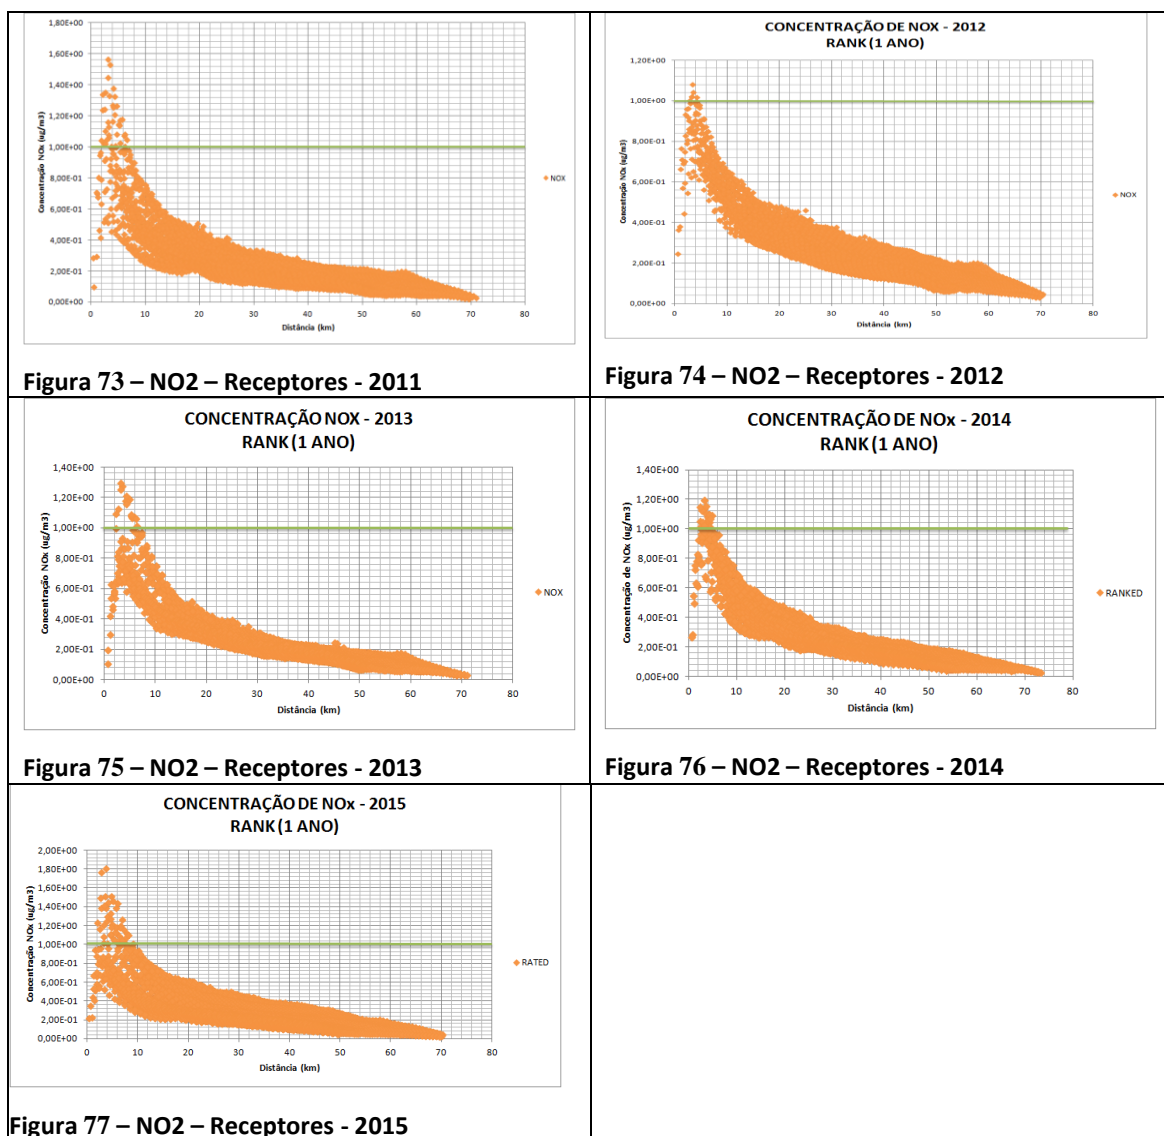 1,80E+00
1,60E+00
1,40E+00
1,20E+00
1,00E+00
8,00E-01
6,00E-01
4,00E-01
2,00E-01
0,00E+00
Concentração NOx (ug/m3)
0 10 20 30 40 50 60 70 80
Distância (km)
NOX
Figura 73 – NO2 – Receptores - 2011
CONCENTRAÇÃO DE NOX - 2012
RANK (1 ANO)
1,20E+00
1,00E+00
8,00E-01
6,00E-01
4,00E-01
2,00E-01
0,00E+00
Concentração NOx (ug/m3)
0 10 20 30 40 50 60 70 80
Distância (km)
NOX
Figura 74 – NO2 – Receptores - 2012
CONCENTRAÇÃO NOX - 2013
RANK (1 ANO)
1,40E+00
1,20E+00
1,00E+00
8,00E-01
6,00E-01
4,00E-01
2,00E-01
0,00E+00
Concentração NOx (ug/m3)
0 10 20 30 40 50 60 70 80
Distância (km)
NOX
Figura 75 – NO2 – Receptores - 2013
CONCENTRAÇÃO DE NOx - 2014
RANK (1 ANO)
1,40E+00
1,20E+00
1,00E+00
8,00E-01
6,00E-01
4,00E-01
2,00E-01
0,00E+00
Concentração de NOx (ug/m3)
0 10 20 30 40 50 60 70 80
Distância (km)
RANKED
Figura 76 – NO2 – Receptores - 2014
CONCENTRAÇÃO DE NOx - 2015
RANK (1 ANO)
2,00E+00
1,80E+00
1,60E+00
1,40E+00
1,20E+00
1,00E+00
8,00E-01
6,00E-01
4,00E-01
2,00E-01
0,00E+00
Concentração NOx (ug/m3)
0 10 20 30 40 50 60 70 80
Distância (km)
RATED
Figura 77 – NO2 – Receptores - 2015